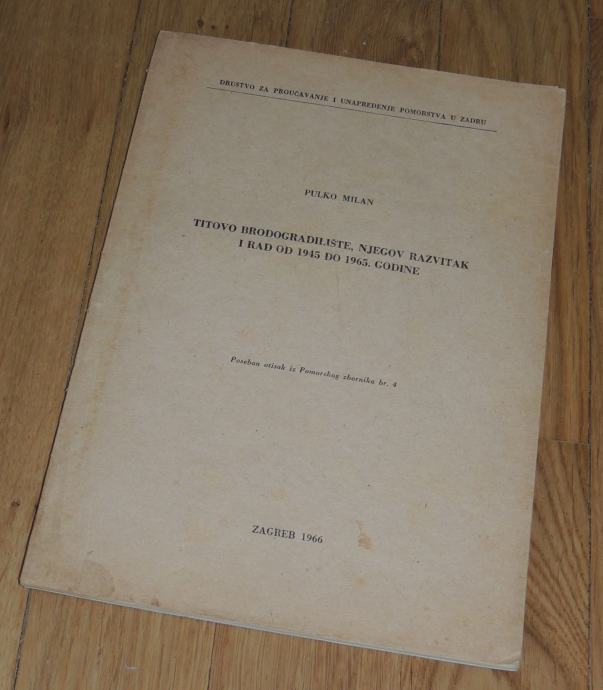 DRUŠTVO ZA PROUČAVANJE I UNAPREĐENJE POMORSTVA U ZADRU
PULKO MILAN
TITOVO BRODOGRADILIŠTE, NJEGOV RAZVITAK
I RAD OD 1945 DO 1965. GODINE
Poseban otisak iz Pomorskog zbornika br. 4
ZAGREB 1966